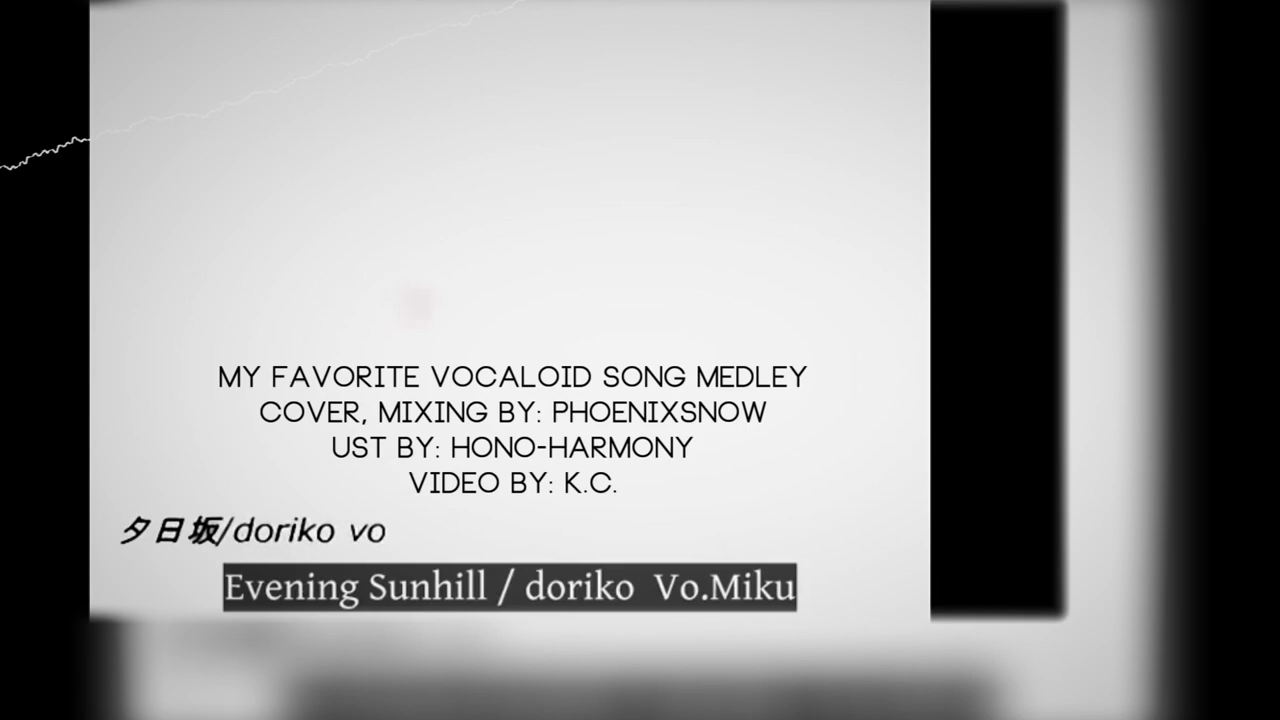 MY FAVORITE VOCALOID SONG MEDLEY
COVER, MIXING BY: PHOENIXSNOW
UST BY: HONO-HARMONY
VIDEO BY: K.C.
夕日坂/doriko vo
Evening Sunhill / doriko Vo.Miku